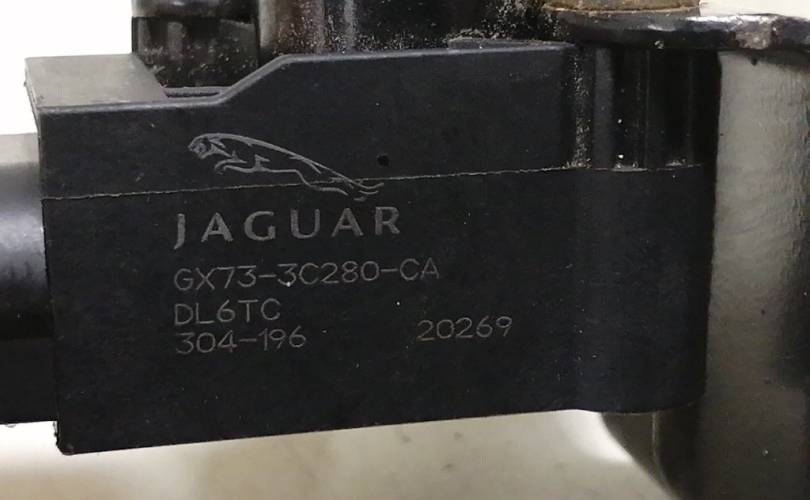 JAGUAR
GX73-3C280-CA
DL6TC
304-196 20269